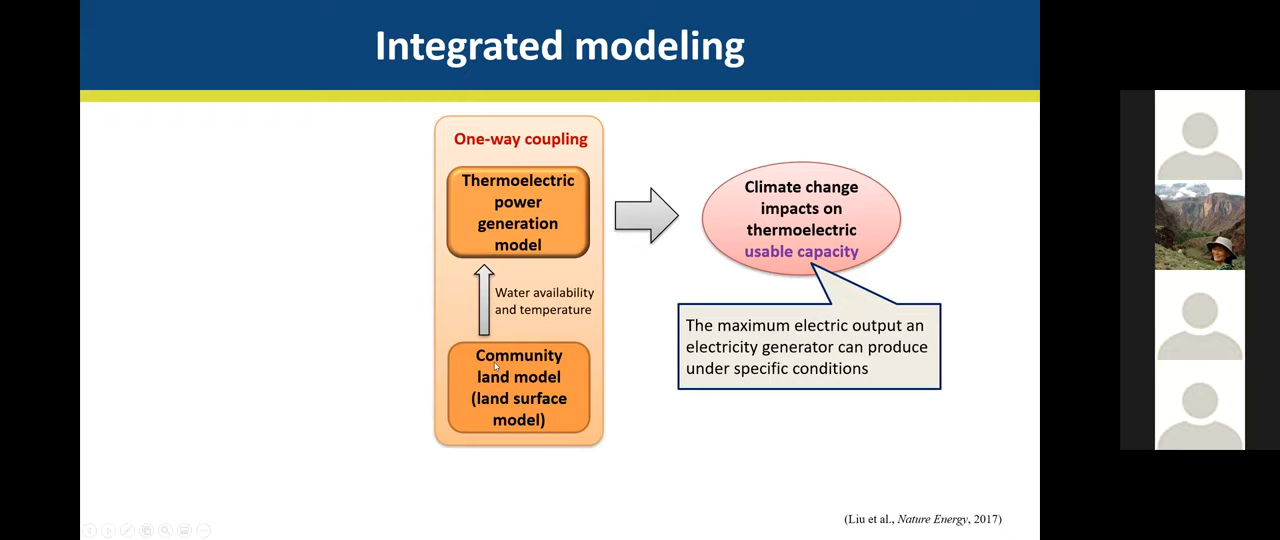 Integrated modeling
One-way coupling
Thermoelectric
power
generation
model
Water availability
and temperature
Community
land model
(land surface
model)
Climate change
impacts on
thermoelectric
usable capacity
The maximum electric output an
electricity generator can produce
under specific conditions
(Liu et al., Nature Energy, 2017)